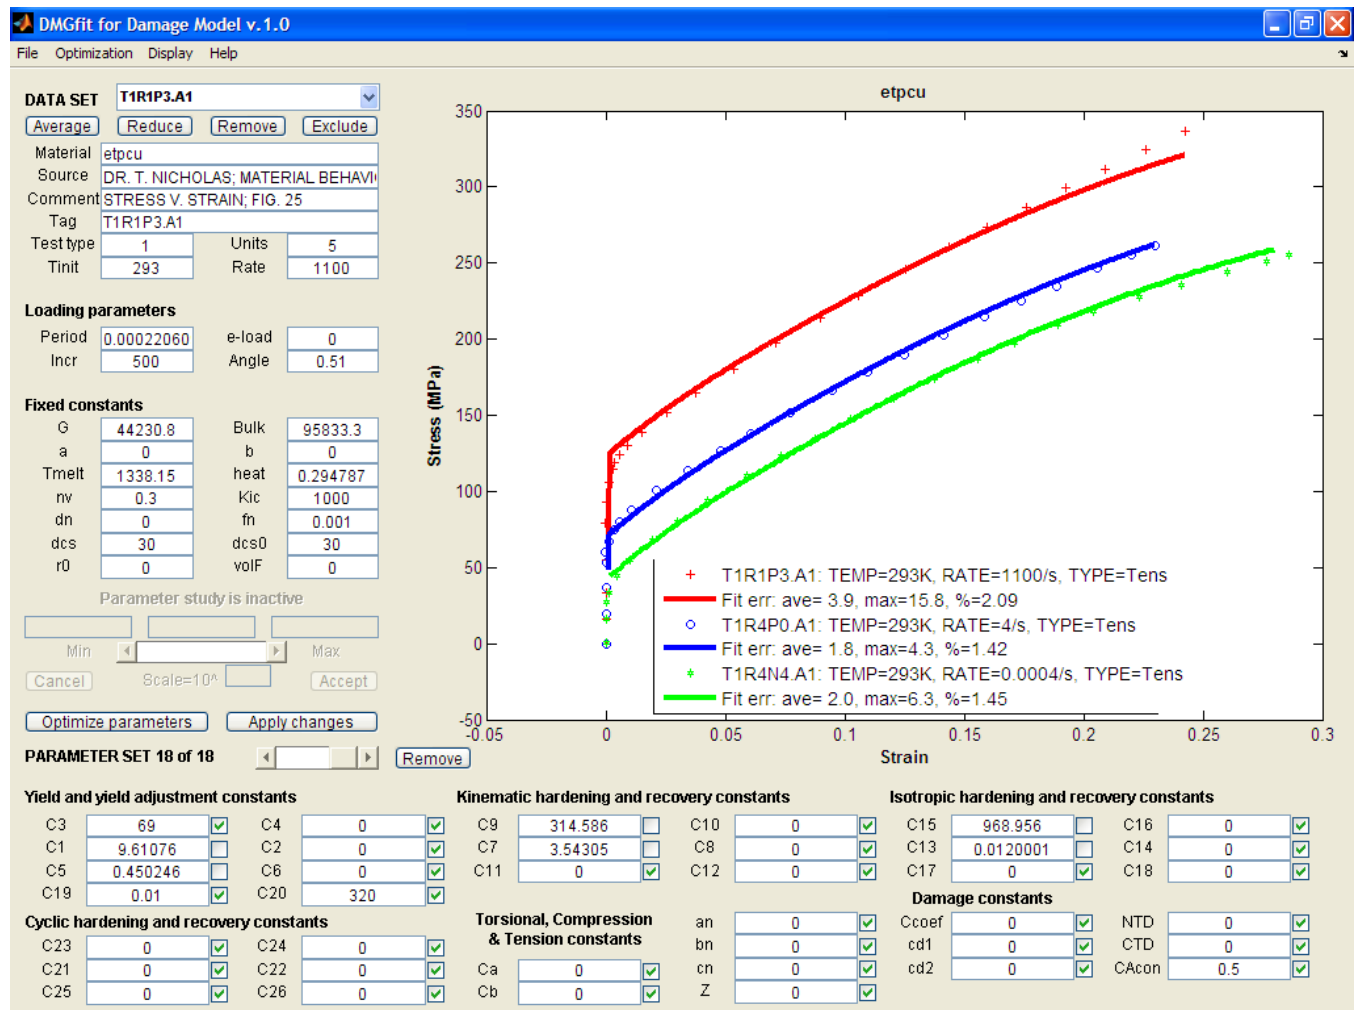 DMGfit for Damage Model v.1.0
File Optimization Display Help
DATA SET T1R1P3.A1
Average Reduce Remove Exclude
Material etpcu
Source DR. T. NICHOLAS; MATERIAL BEHAVI
Comment STRESS V. STRAIN; FIG. 25
Tag T1R1P3.A1
Test type 1 Units 5
Tinit 293 Rate 1100
Loading parameters
Period 0.00022060 e-load 0
Incr 500 Angle 0.51
Fixed constants
G 44230.8 Bulk 95833.3
a 0 b 0
Tmelt 1338.15 heat 0.294787
nv 0.3 Kic 1000
dn 0 fn 0.001
dcs 30 dcs0 30
r0 0 volF 0
Parameter study is inactive
Min Max
Cancel Scale=10^ Accept
Optimize parameters Apply changes
PARAMETER SET 18 of 18 Remove
etpcu
350
300
250
200
150
100
50
0
-50
Stress (MPa)
-0.05 0 0.05 0.1 0.15 0.2 0.25 0.3
Strain
T1R1P3.A1: TEMP=293K, RATE=1100/s, TYPE=Tens
Fit err: ave= 3.9, max=15.8, %=2.09
T1R4P0.A1: TEMP=293K, RATE=4/s, TYPE=Tens
Fit err: ave= 1.8, max=4.3, %=1.42
T1R4N4.A1: TEMP=293K, RATE=0.0004/s, TYPE=Tens
Fit err: ave= 2.0, max=6.3, %=1.45
Yield and yield adjustment constants
C3 69 C4 0
C1 9.61076 C2 0
C5 0.450246 C6 0
C19 0.01 C20 320
Cyclic hardening and recovery constants
C23 0 C24 0
C21 0 C22 0
C25 0 C26 0
Kinematic hardening and recovery constants
C9 314.586 C10 0
C7 3.54305 C8 0
C11 0 C12 0
Torsional, Compression
& Tension constants
Ca 0
Cb 0
an 0
bn 0
cn 0
Z 0
Isotropic hardening and recovery constants
C15 968.956 C16 0
C13 0.0120001 C14 0
C17 0 C18 0
Damage constants
Ccoef 0 NTD 0
cd1 0 CTD 0
cd2 0 CAcon 0.5